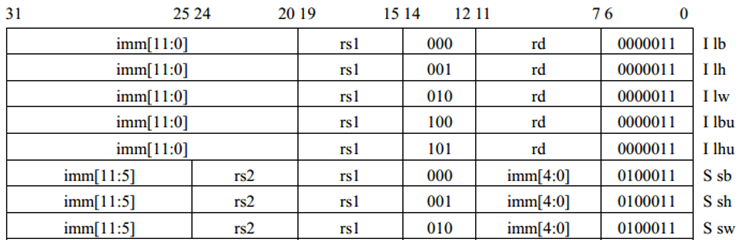 31 25 24 20 19 15 14 12 11 7 6 0
imm[11:0] rs1 000 rd 0000011 I lb
imm[11:0] rs1 001 rd 0000011 I lh
imm[11:0] rs1 010 rd 0000011 I lw
imm[11:0] rs1 100 rd 0000011 I lbu
imm[11:0] rs1 101 rd 0000011 I lhu
imm[11:5] rs2 rs1 000 imm[4:0] 0100011 S sb
imm[11:5] rs2 rs1 001 imm[4:0] 0100011 S sh
imm[11:5] rs2 rs1 010 imm[4:0] 0100011 S sw